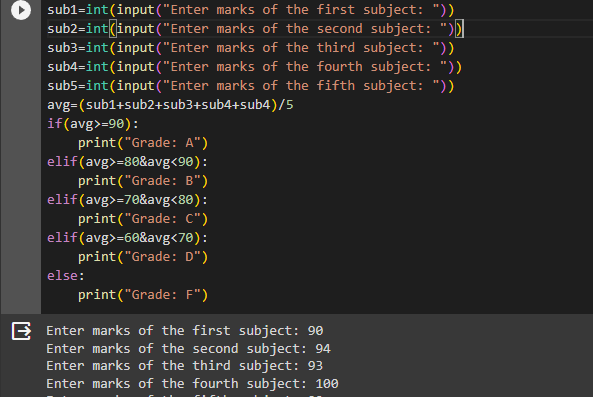 sub1=int(input("Enter marks of the first subject: "))
sub2=int(input("Enter marks of the second subject: "))
sub3=int(input("Enter marks of the third subject: "))
sub4=int(input("Enter marks of the fourth subject: "))
sub5=int(input("Enter marks of the fifth subject: "))
avg=(sub1+sub2+sub3+sub4+sub4)/5
if(avg>=90):
    print("Grade: A")
elif(avg>=80&avg<90):
    print("Grade: B")
elif(avg>=70&avg<80):
    print("Grade: C")
elif(avg>=60&avg<70):
    print("Grade: D")
else:
    print("Grade: F")
Enter marks of the first subject: 90
Enter marks of the second subject: 94
Enter marks of the third subject: 93
Enter marks of the fourth subject: 100